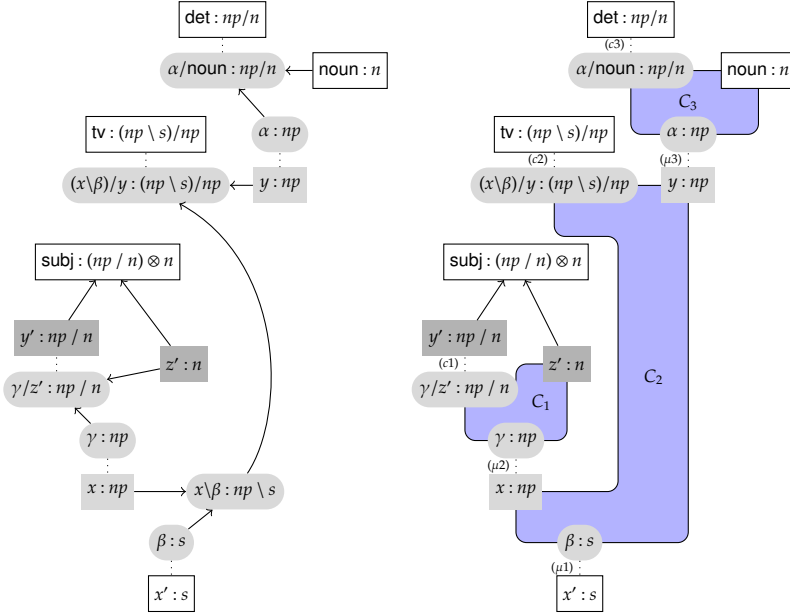 det : np/n
α/noun : np/n
noun : n
α : np
tv : (np \ s)/np
(x\β)/y : (np \ s)/np
y : np
subj : (np / n) ⊗ n
y′ : np / n
z′ : n
γ/z′ : np / n
γ : np
x : np
x\β : np \ s
β : s
x′ : s
det : np/n
(c3)
α/noun : np/n
noun : n
C₃
α : np
tv : (np \ s)/np
(c2)
(μ3)
(x\β)/y : (np \ s)/np
y : np
subj : (np / n) ⊗ n
y′ : np / n
(c1)
z′ : n
C₂
γ/z′ : np / n
C₁
γ : np
(μ2)
x : np
β : s
(μ1)
x′ : s